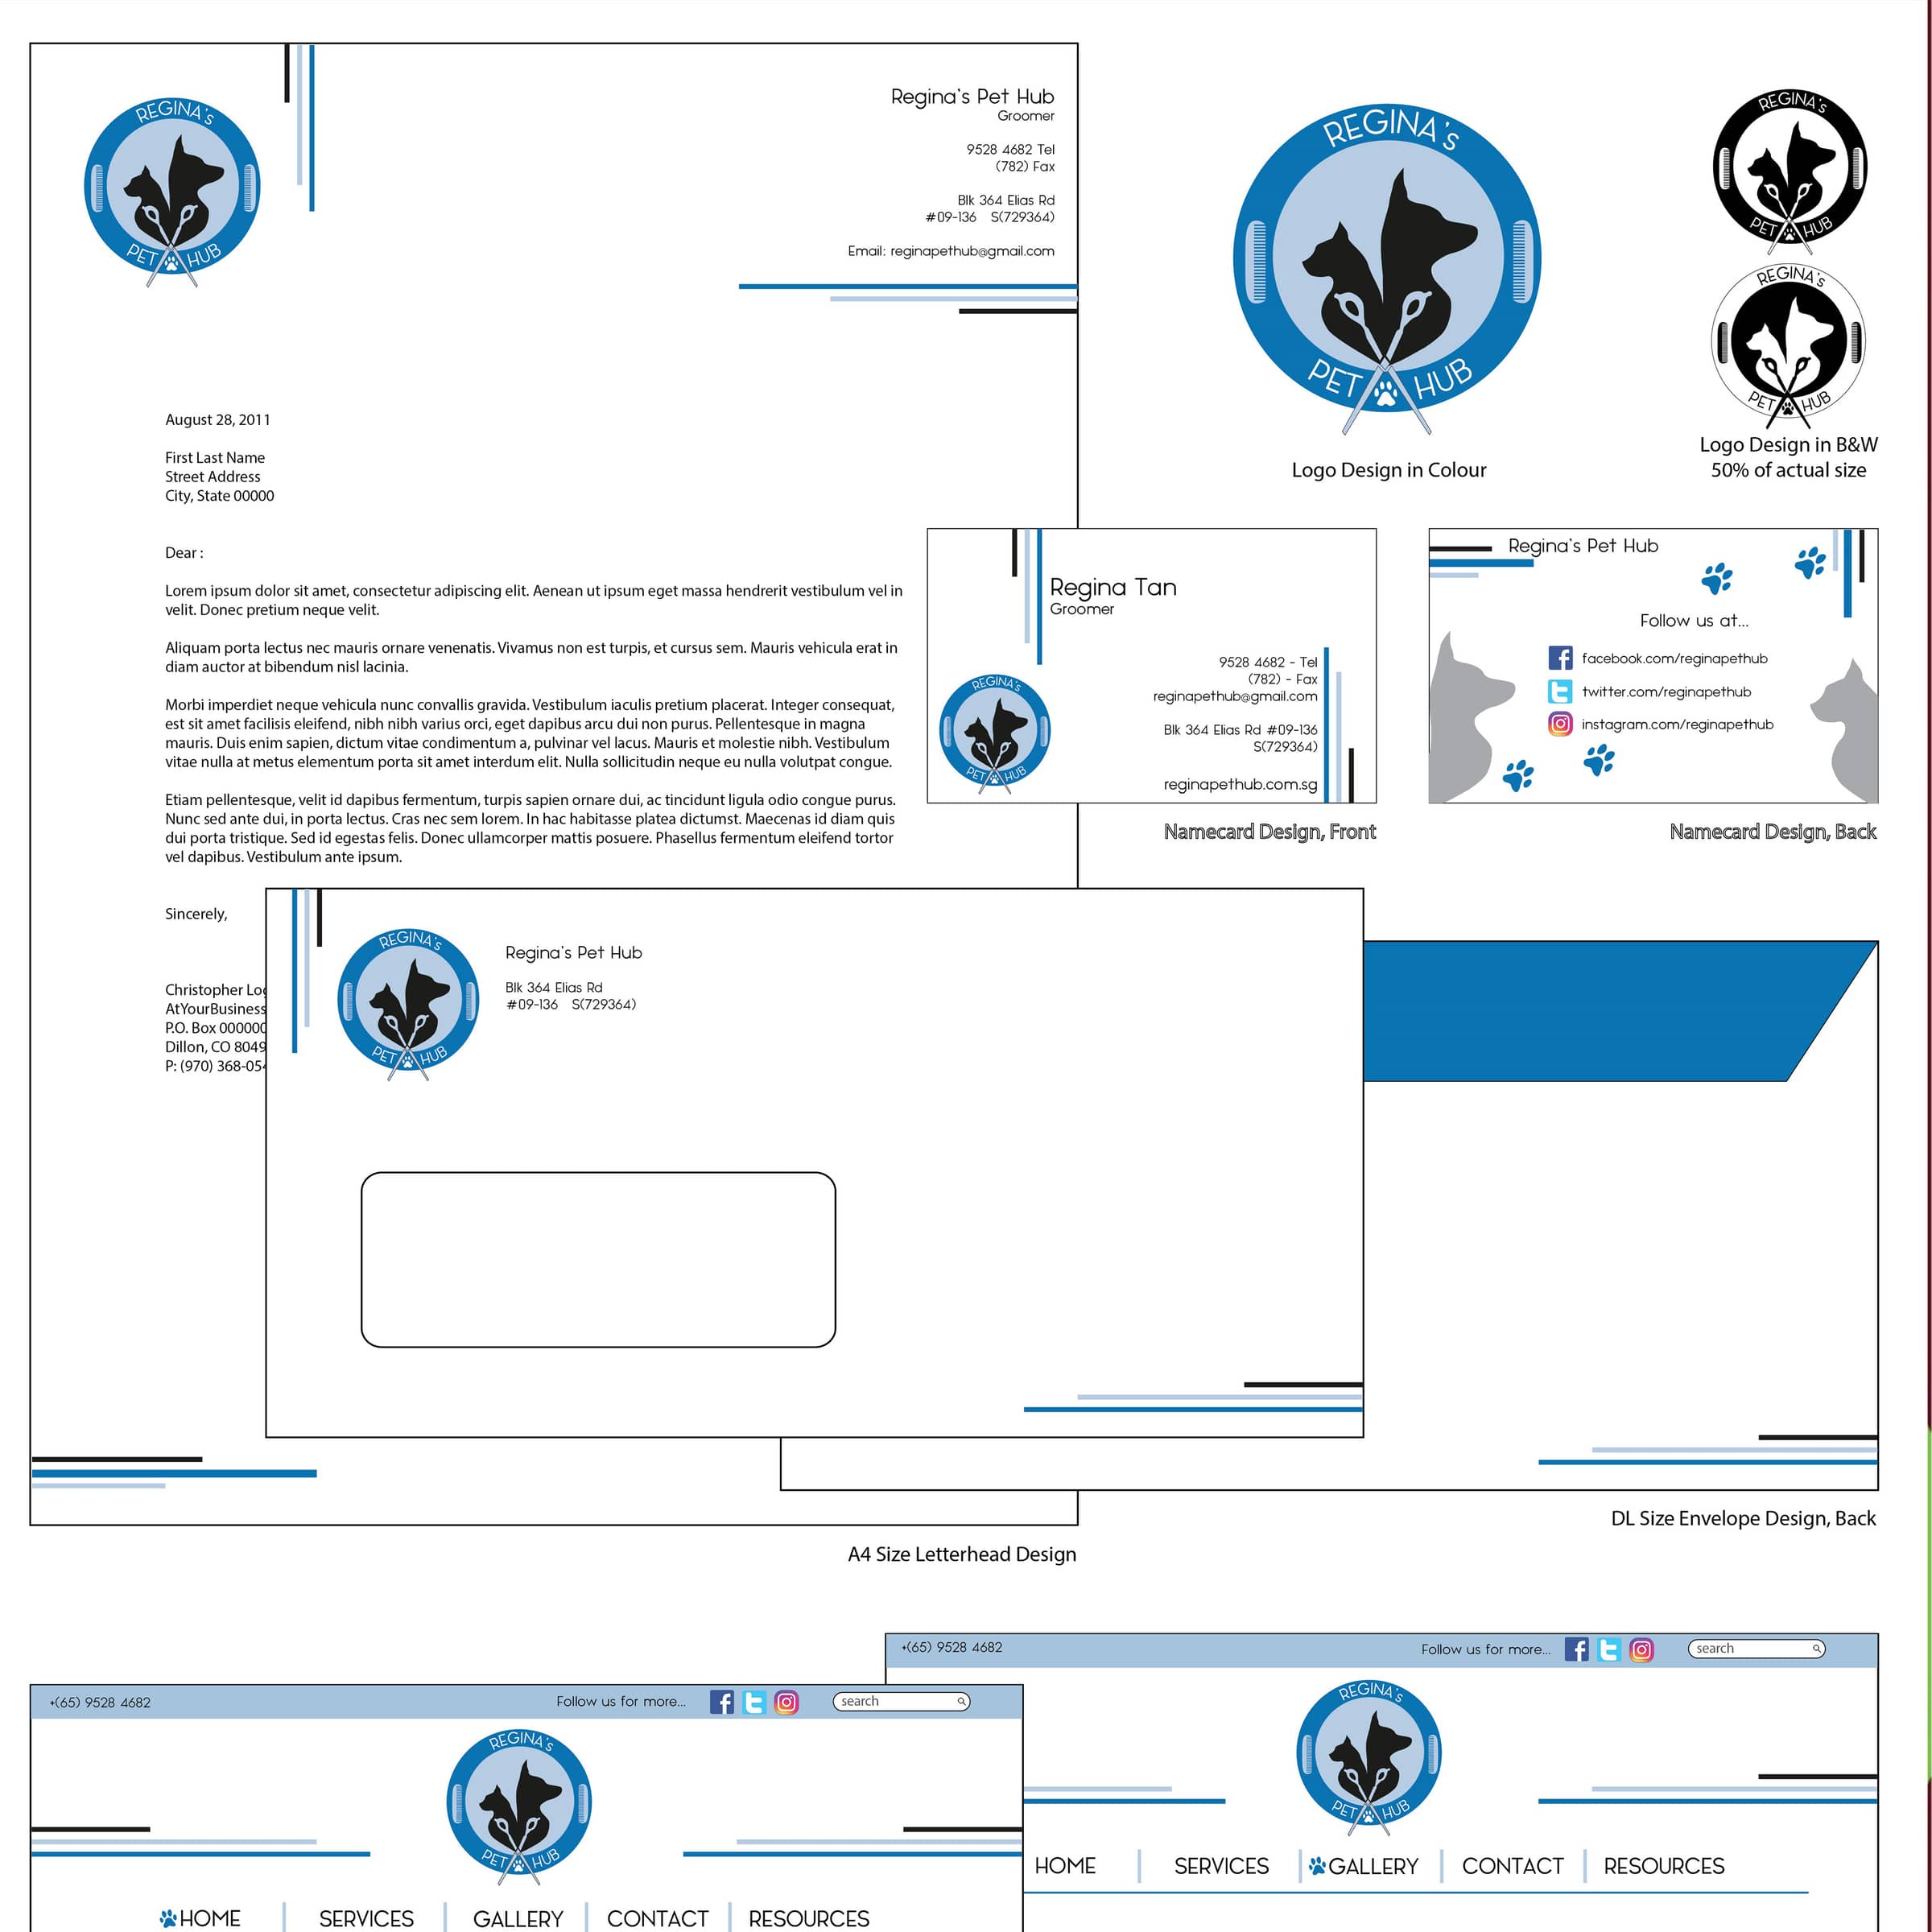 REGINA's
PET HUB
Regina's Pet Hub
Groomer
9528 4682 Tel
(782) Fax
Blk 364 Elias Rd
#09-136 S(729364)
Email: reginapethub@gmail.com
August 28, 2011
First Last Name
Street Address
City, State 00000
Dear :
Lorem ipsum dolor sit amet, consectetur adipiscing elit. Aenean ut ipsum eget massa hendrerit vestibulum vel in
velit. Donec pretium neque velit.
Aliquam porta lectus nec mauris ornare venenatis. Vivamus non est turpis, et cursus sem. Mauris vehicula erat in
diam auctor at bibendum nisl lacinia.
Morbi imperdiet neque vehicula nunc convallis gravida. Vestibulum iaculis pretium placerat. Integer consequat,
est sit amet facilisis eleifend, nibh nibh varius orci, eget dapibus arcu dui non purus. Pellentesque in magna
mauris. Duis enim sapien, dictum vitae condimentum a, pulvinar vel lacus. Mauris et molestie nibh. Vestibulum
vitae nulla at metus elementum porta sit amet interdum elit. Nulla sollicitudin neque eu nulla volutpat congue.
Etiam pellentesque, velit id dapibus fermentum, turpis sapien ornare dui, ac tincidunt ligula odio congue purus.
Nunc sed ante dui, in porta lectus. Cras nec sem lorem. In hac habitasse platea dictumst. Maecenas id diam quis
dui porta tristique. Sed id egestas felis. Donec ullamcorper mattis posuere. Phasellus fermentum eleifend tortor
vel dapibus. Vestibulum ante ipsum.
Sincerely,
Christopher
AtYourBusiness
P.O. Box 000000
Dillon, CO 8049
P: (970) 368-05
REGINA's
PET HUB
Logo Design in Colour
REGINA's
PET HUB
REGINA's
PET HUB
Logo Design in B&W
50% of actual size
Regina Tan
Groomer
9528 4682 - Tel
(782) - Fax
reginapethub@gmail.com
Blk 364 Elias Rd #09-136
S(729364)
reginapethub.com.sg
REGINA's
PET HUB
Namecard Design, Front
Regina's Pet Hub
Follow us at...
facebook.com/reginapethub
twitter.com/reginapethub
instagram.com/reginapethub
Namecard Design, Back
REGINA's
PET HUB
Regina's Pet Hub
Blk 364 Elias Rd
#09-136 S(729364)
DL Size Envelope Design, Back
A4 Size Letterhead Design
+(65) 9528 4682
Follow us for more...
search
REGINA's
PET HUB
HOME SERVICES GALLERY CONTACT RESOURCES
+(65) 9528 4682
Follow us for more...
search
REGINA's
PET HUB
HOME SERVICES GALLERY CONTACT RESOURCES